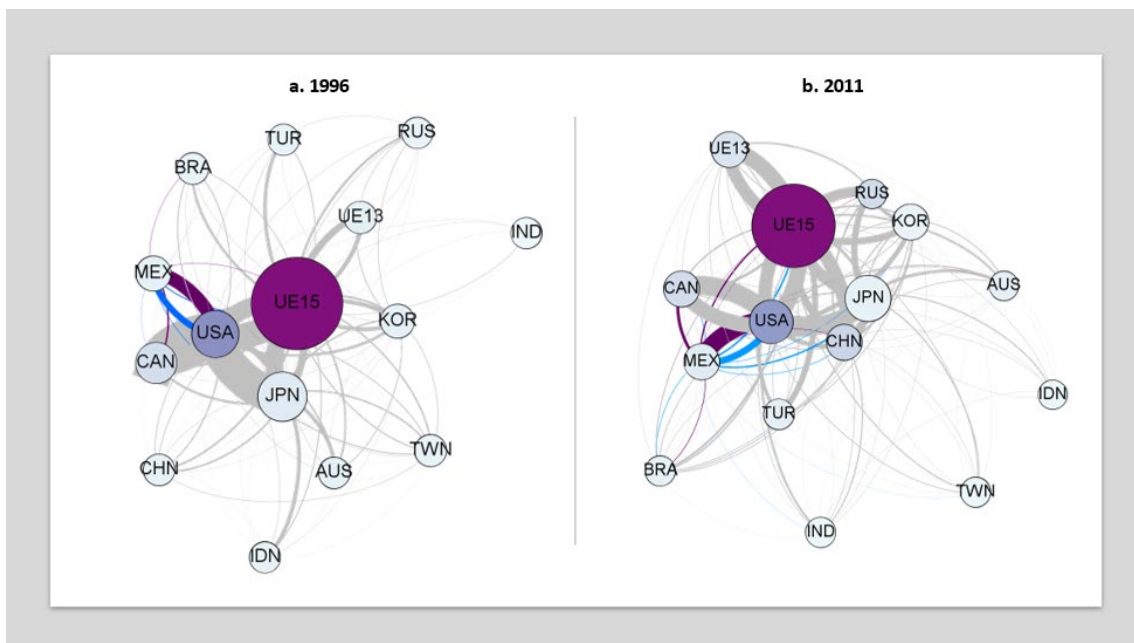 a. 1996
TUR
RUS
BRA
UE13
IND
MEX
UE15
USA
KOR
CAN
JPN
TWN
CHN
AUS
IDN
b. 2011
UE13
RUS
UE15
KOR
CAN
AUS
JPN
USA
CHN
MEX
IDN
TUR
BRA
TWN
IND